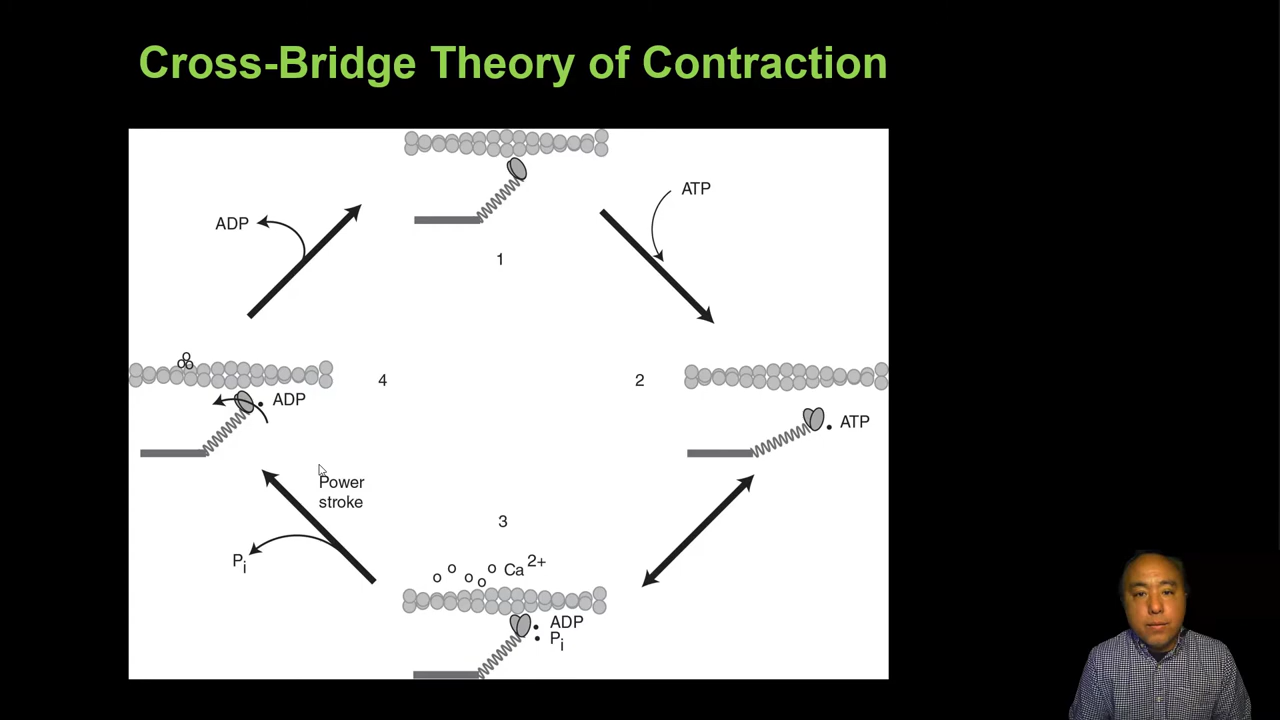 Cross-Bridge Theory of Contraction
ATP
ADP
1
4
2
ADP
ATP
Power
stroke
3
Pi
Ca 2+
ADP
Pi